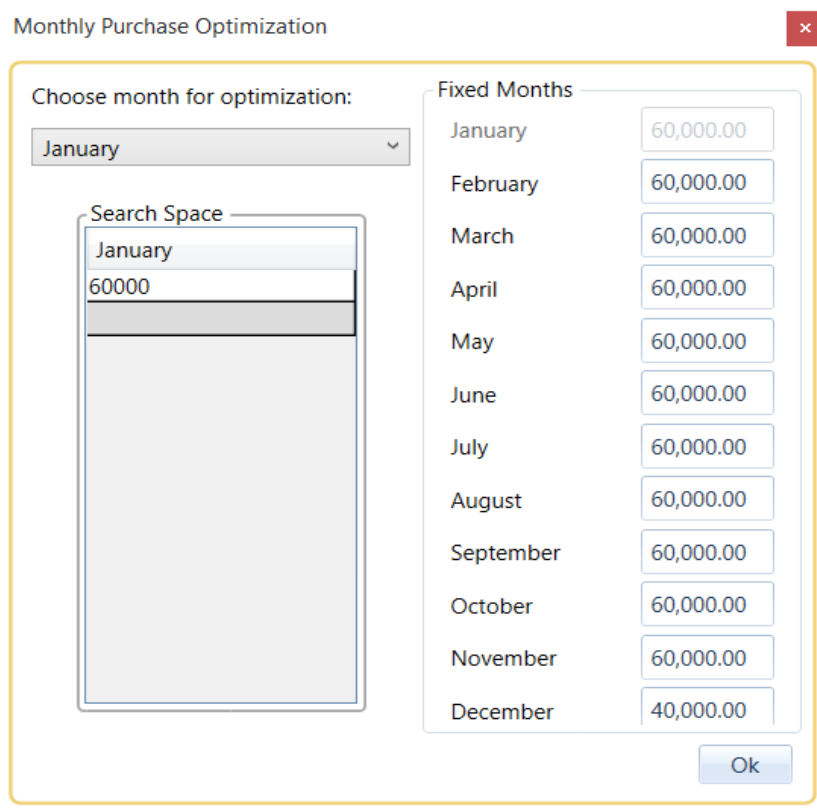 Monthly Purchase Optimization
×
Choose month for optimization:
January
Search Space
January
60000
Fixed Months
January 60,000.00
February 60,000.00
March 60,000.00
April 60,000.00
May 60,000.00
June 60,000.00
July 60,000.00
August 60,000.00
September 60,000.00
October 60,000.00
November 60,000.00
December 40,000.00
Ok